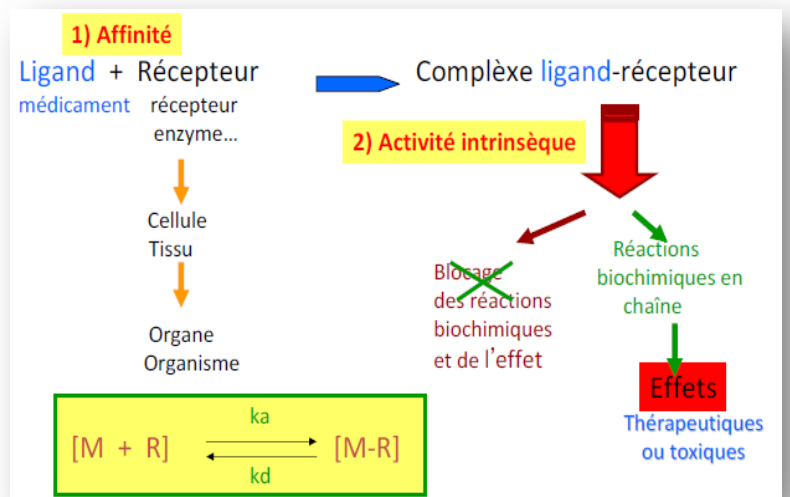 1) Affinité
Ligand + Récepteur
Complexe ligand-récepteur
médicament récepteur
enzyme...
2) Activité intrinsèque
Cellule
Tissu
Organe
Organisme
Blocage
des réactions
biochimiques
et de l'effet
Réactions
biochimiques en
chaîne
Effets
Thérapeutiques
ou toxiques
ka
[M + R] [M-R]
kd